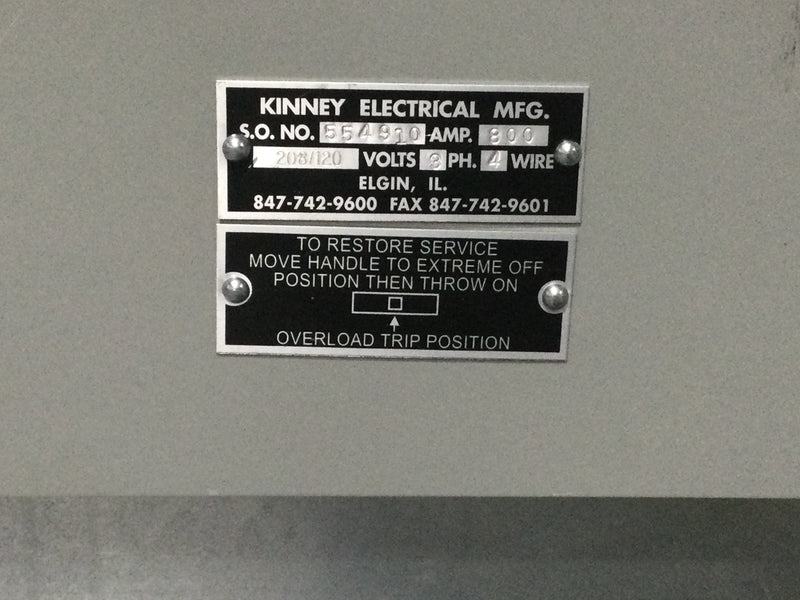 KINNEY ELECTRICAL MFG.
S.O. NO. 554910 AMP. 800
208/120 VOLTS 3 PH. 4 WIRE
ELGIN, IL.
847-742-9600 FAX 847-742-9601
TO RESTORE SERVICE
MOVE HANDLE TO EXTREME OFF
POSITION THEN THROW ON
OVERLOAD TRIP POSITION